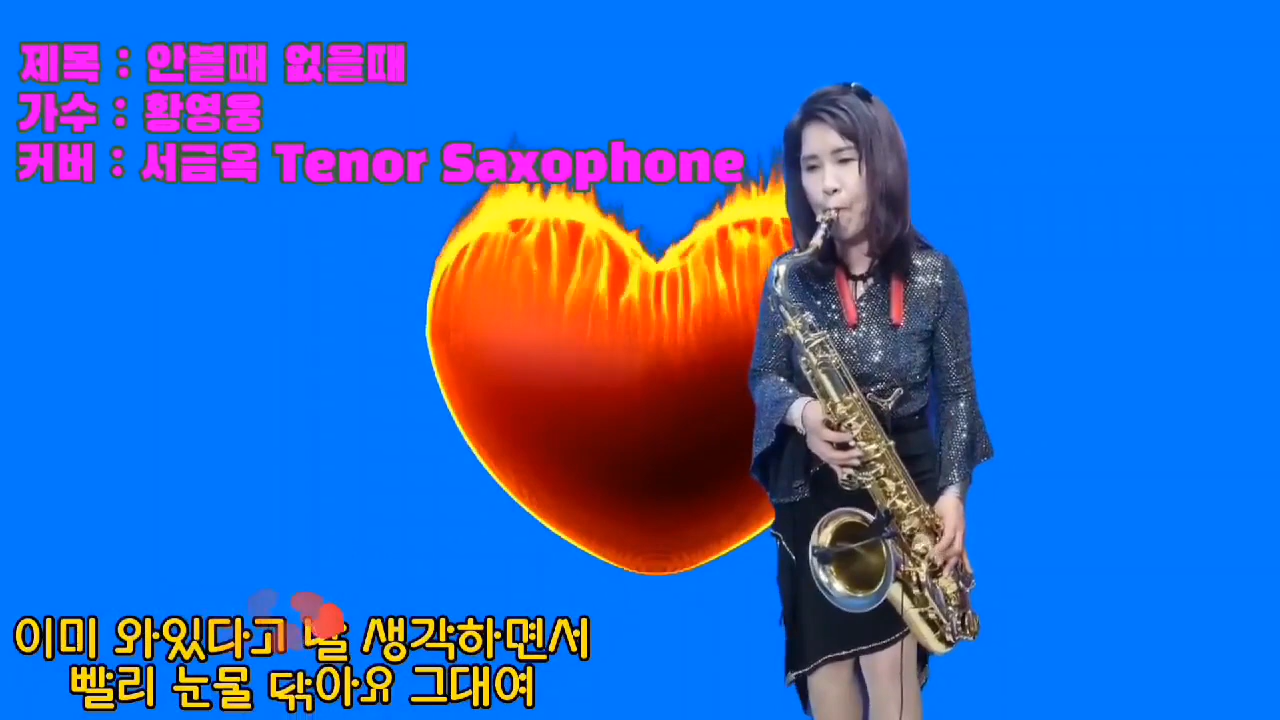 제목 : 안볼때 없을때
가수 : 황영웅
커버 : 서금옥 Tenor Saxophone
이미 와있다고 생각하면서
빨리 눈물 닦아요 그대여